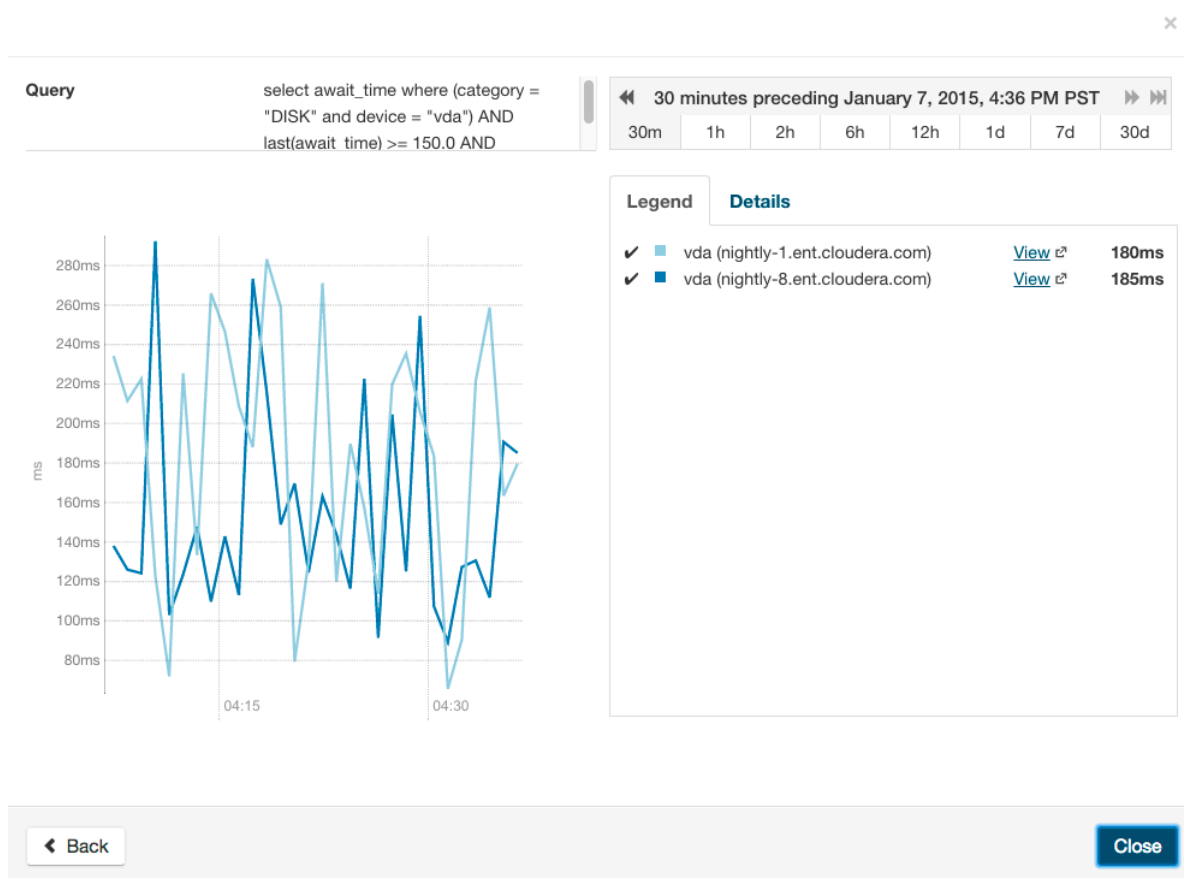 ×
Query
select await_time where (category =
"DISK" and device = "vda") AND
last(await_time) >= 150.0 AND
30 minutes preceding January 7, 2015, 4:36 PM PST
30m 1h 2h 6h 12h 1d 7d 30d
Legend Details
vda (nightly-1.ent.cloudera.com) View 180ms
vda (nightly-8.ent.cloudera.com) View 185ms
280ms
260ms
240ms
220ms
200ms
180ms
160ms
140ms
120ms
100ms
80ms
ms
04:15 04:30
Back
Close